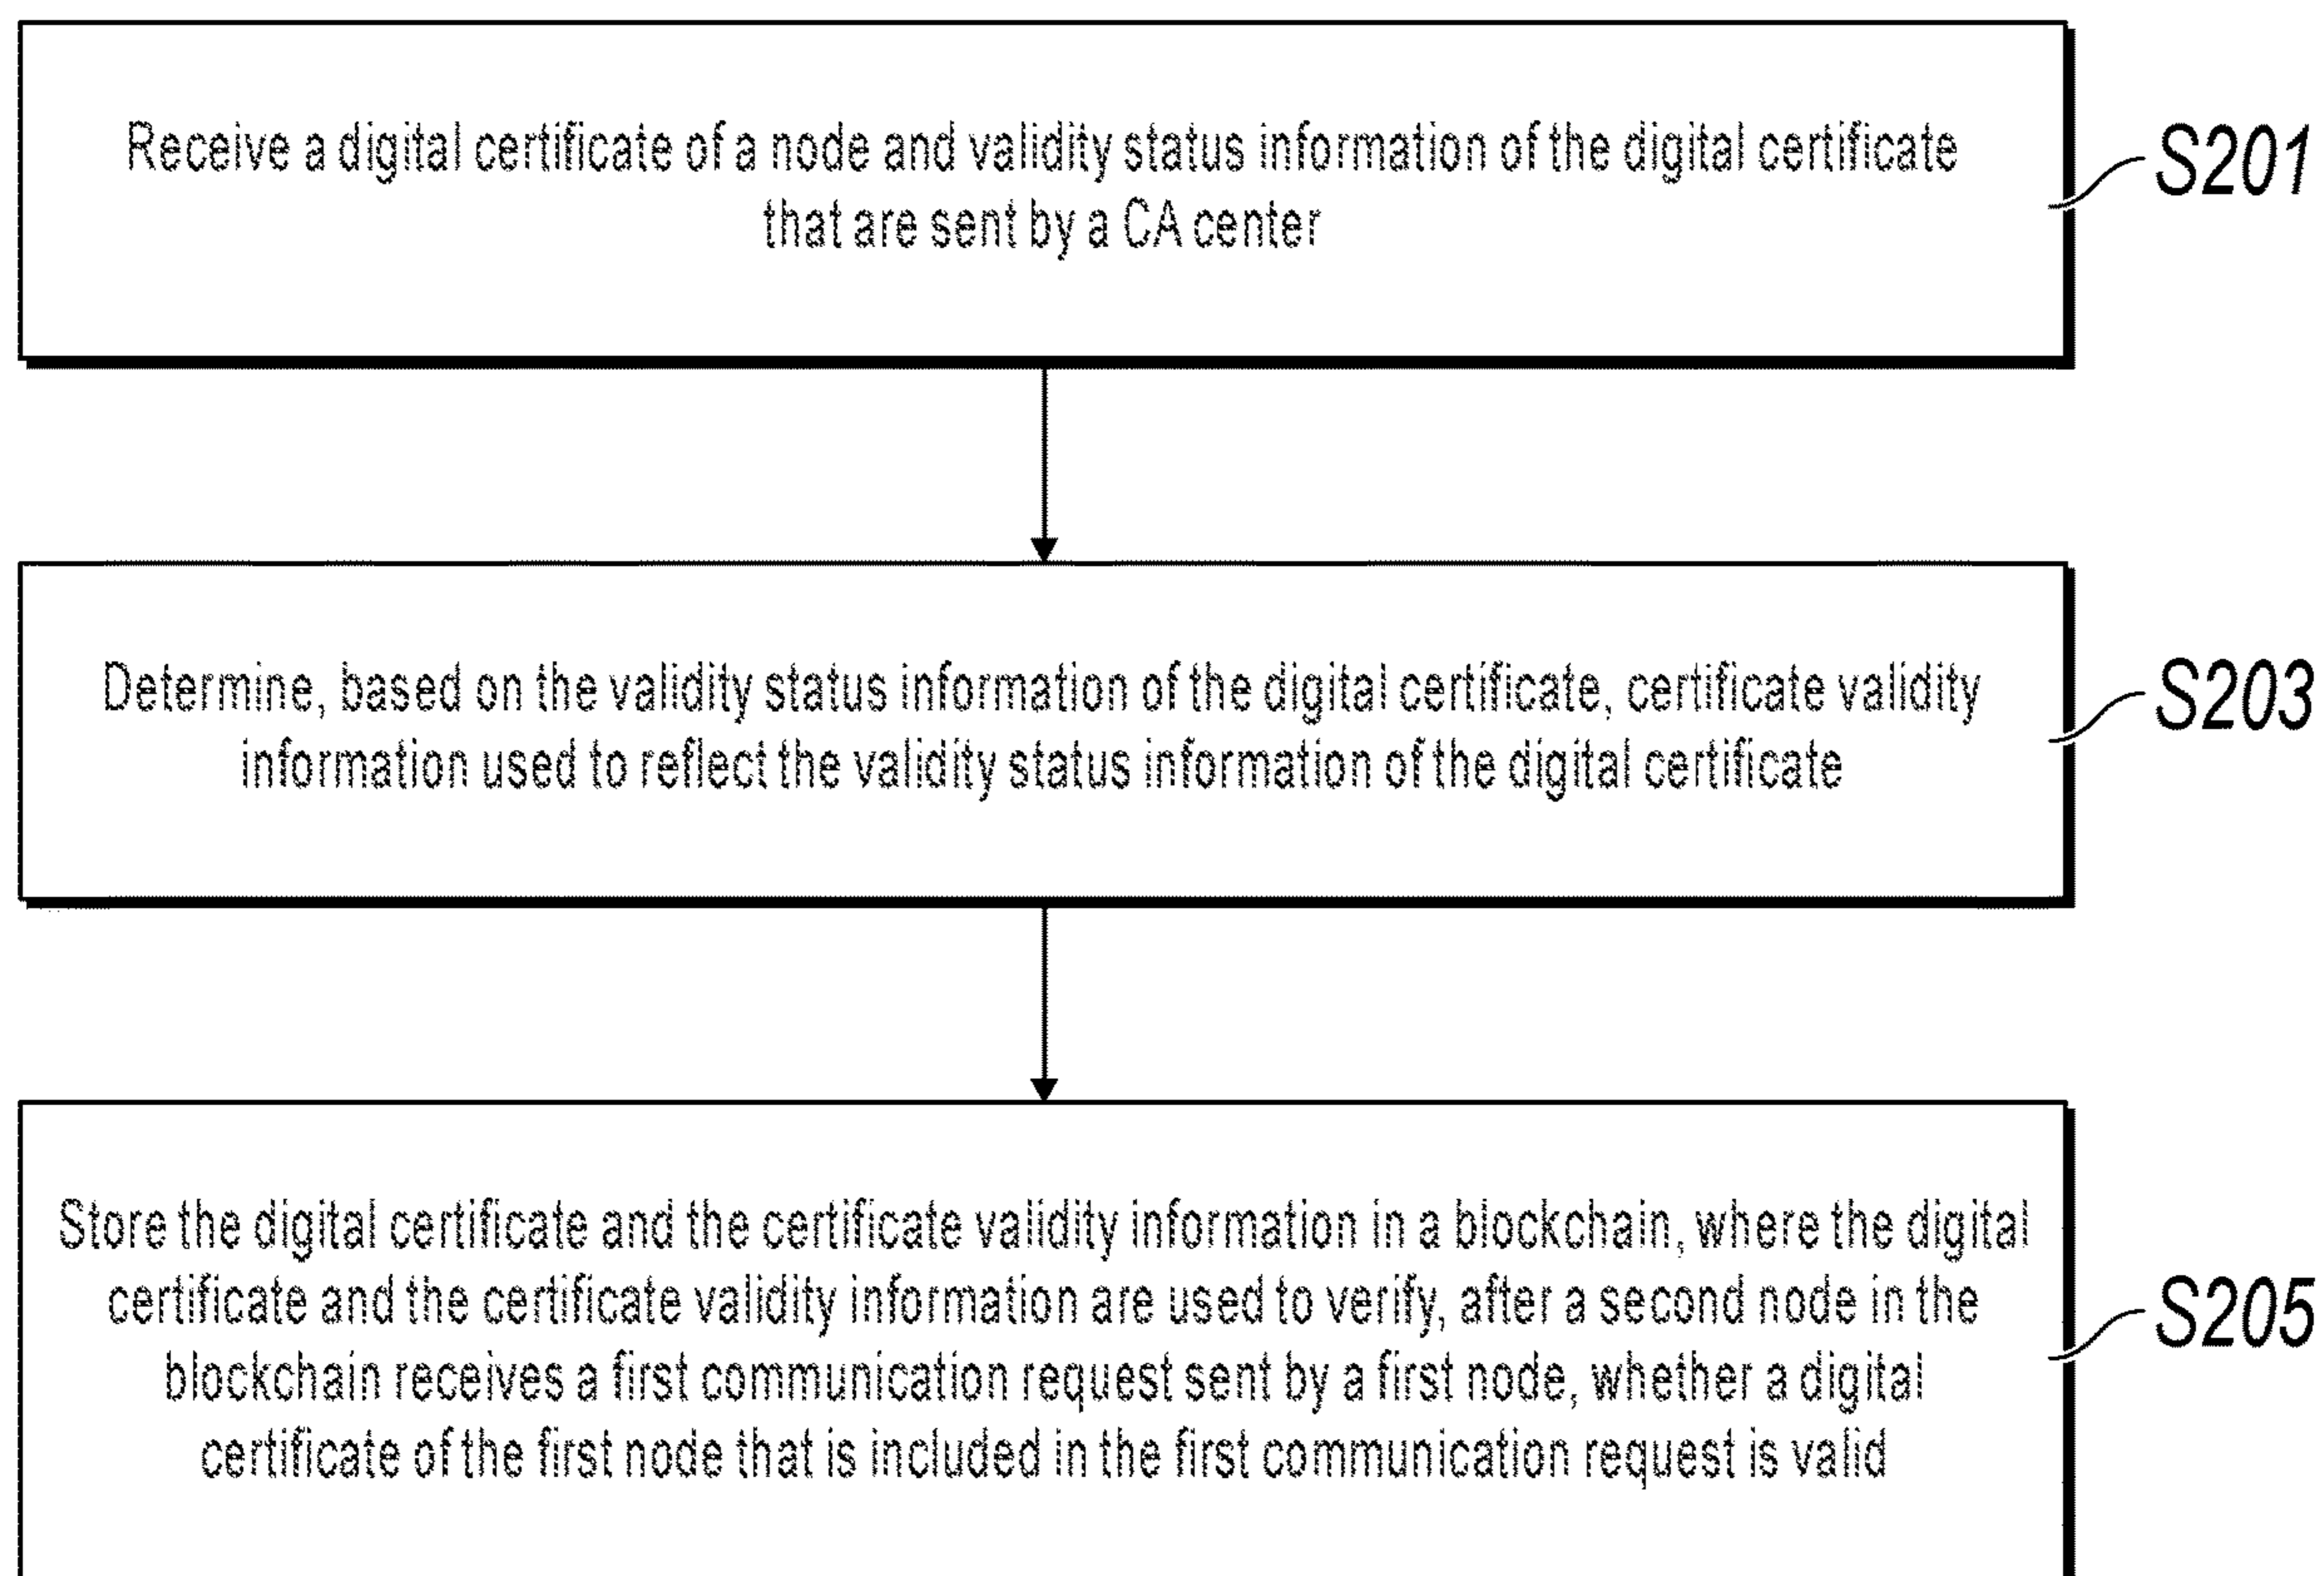 Receive a digital certificate of a node and validity status information of the digital certificate
that are sent by a CA center
S201
Determine, based on the validity status information of the digital certificate, certificate validity
information used to reflect the validity status information of the digital certificate
S203
Store the digital certificate and the certificate validity information in a blockchain, where the digital
certificate and the certificate validity information are used to verify, after a second node in the
blockchain receives a first communication request sent by a first node, whether a digital
certificate of the first node that is included in the first communication request is valid
S205